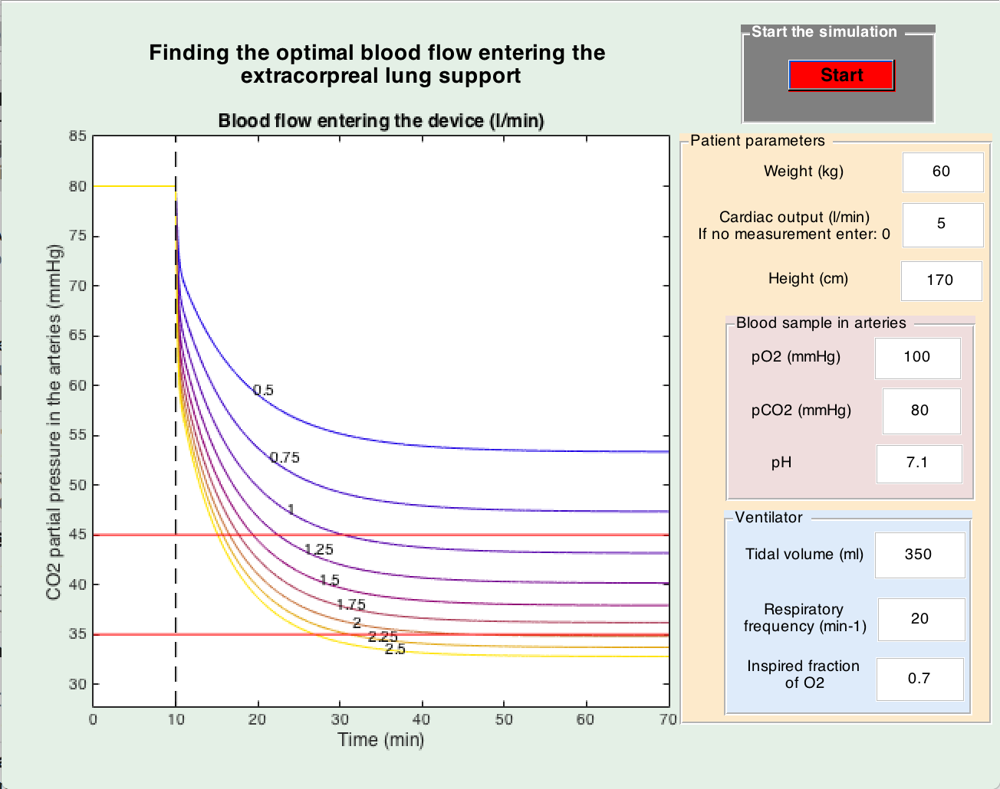 Finding the optimal blood flow entering the
extracorpreal lung support
Start the simulation
Start
Blood flow entering the device (l/min)
85
80
75
70
65
60
55
50
45
40
35
30
CO2 partial pressure in the arteries (mmHg)
0.5
0.75
1
1.25
1.5
1.75
2
2.25
2.5
0 10 20 30 40 50 60 70
Time (min)
Patient parameters
Weight (kg) 60
Cardiac output (l/min)
If no measurement enter: 0 5
Height (cm) 170
Blood sample in arteries
pO2 (mmHg) 100
pCO2 (mmHg) 80
pH 7.1
Ventilator
Tidal volume (ml) 350
Respiratory
frequency (min-1) 20
Inspired fraction
of O2 0.7